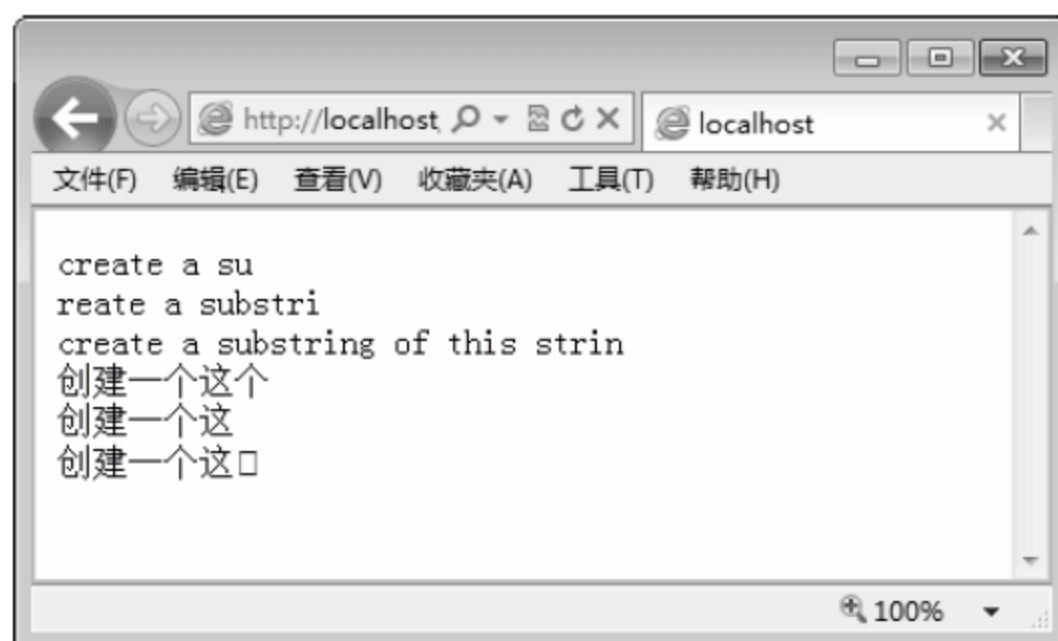 http://localhost,
localhost
文件(F) 编辑(E) 查看(V) 收藏夹(A) 工具(T) 帮助(H)
create a su
reate a substri
create a substring of this strin
创建一个这个
创建一个这
创建一个这□
100%